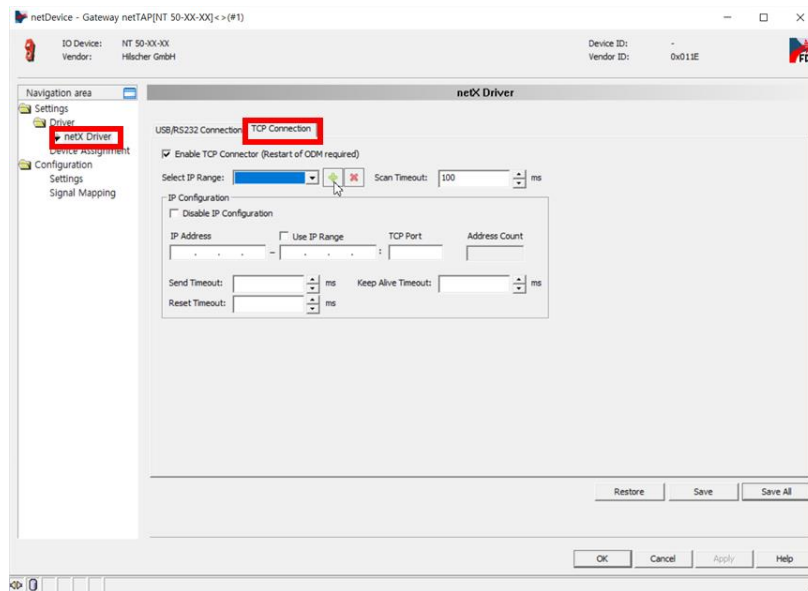 netDevice - Gateway netTAP[NT 50-XX-XX]<>(#1)
IO Device: NT 50-XX-XX
Vendor: Hilscher GmbH
Device ID: -
Vendor ID: 0x011E
FD
Navigation area
netX Driver
Settings
Driver
netX Driver
Device Assignment
Configuration
Settings
Signal Mapping
USB/RS232 Connection TCP Connection
Enable TCP Connector (Restart of ODM required)
Select IP Range: Scan Timeout: 100 ms
IP Configuration
Disable IP Configuration
IP Address Use IP Range TCP Port Address Count
. . . - . . . :
Send Timeout: ms Keep Alive Timeout: ms
Reset Timeout: ms
Restore Save Save All
OK Cancel Apply Help